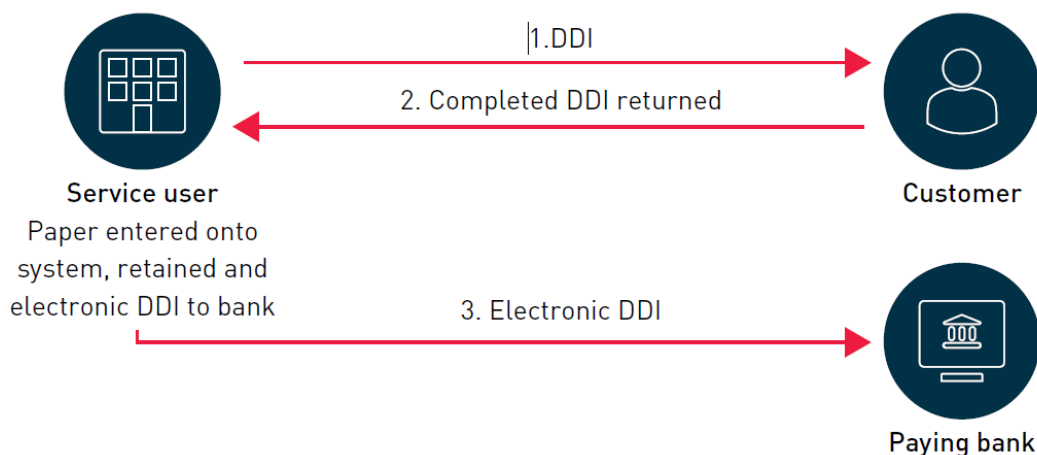 1.DDI
2. Completed DDI returned
Service user
Paper entered onto
system, retained and
electronic DDI to bank
Customer
3. Electronic DDI
Paying bank